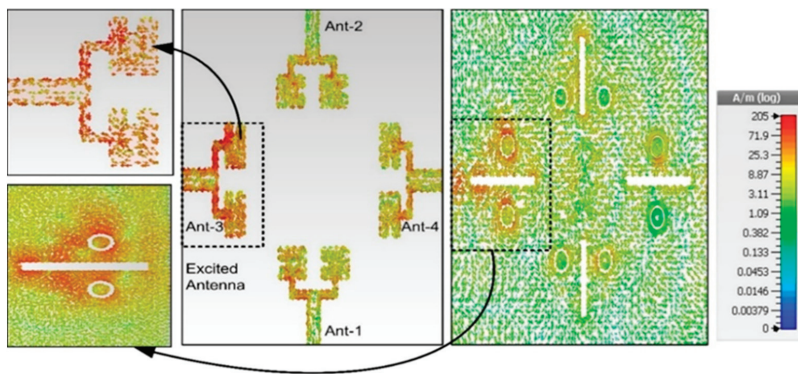 Ant-2
Ant-3
Ant-4
Excited
Antenna
Ant-1
A/m (log)
205
71.9
25.3
8.87
3.11
1.09
0.382
0.133
0.0453
0.0146
0.00379
0